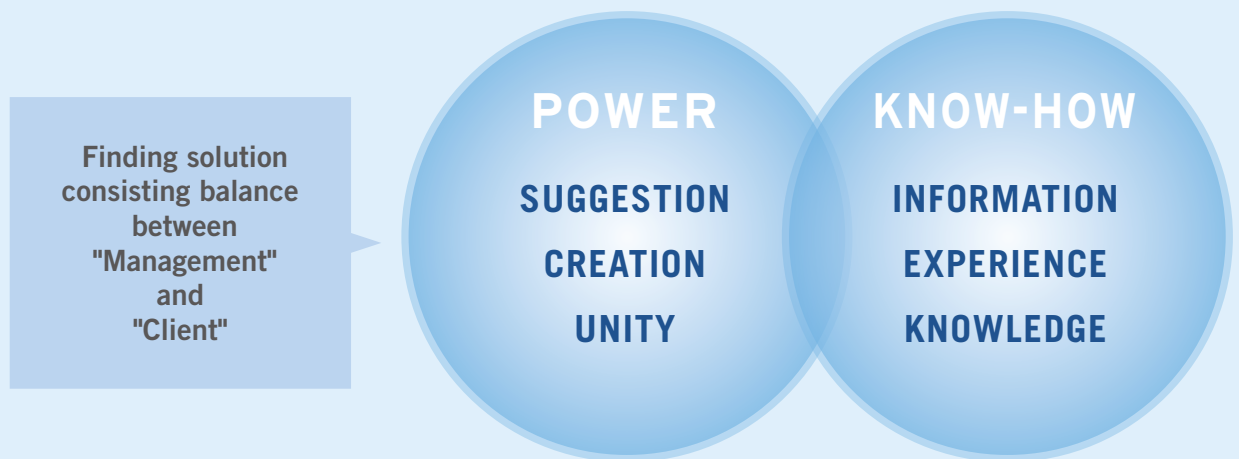 Finding solution
consisting balance
between
"Management"
and
"Client"
POWER
SUGGESTION
CREATION
UNITY
KNOW-HOW
INFORMATION
EXPERIENCE
KNOWLEDGE